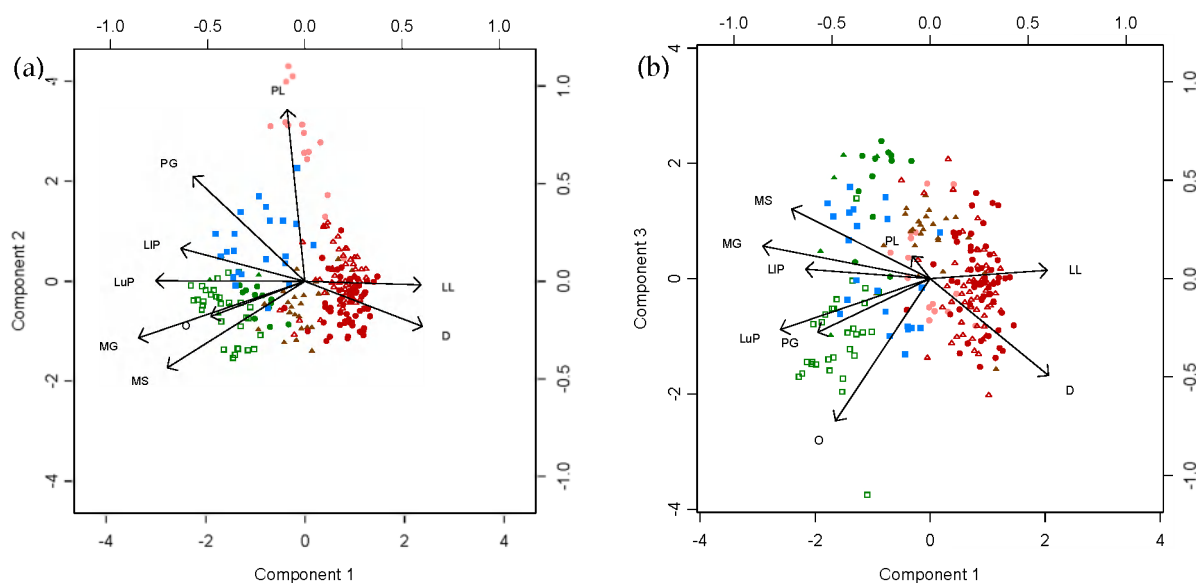 (a)
-1.0 -0.5 0.0 0.5 1.0
PL
PG
LIP
LuP
O
MG
MS
LL
D
4
2
0
-2
-4
Component 2
1.0
0.5
0.0
-0.5
-1.0
-4 -2 0 2 4
Component 1
(b)
-1.0 -0.5 0.0 0.5 1.0
MS
MG
PL
LIP
LL
LuP
PG
D
O
4
2
0
-2
-4
Component 3
1.0
0.5
0.0
-0.5
-1.0
-4 -2 0 2 4
Component 1